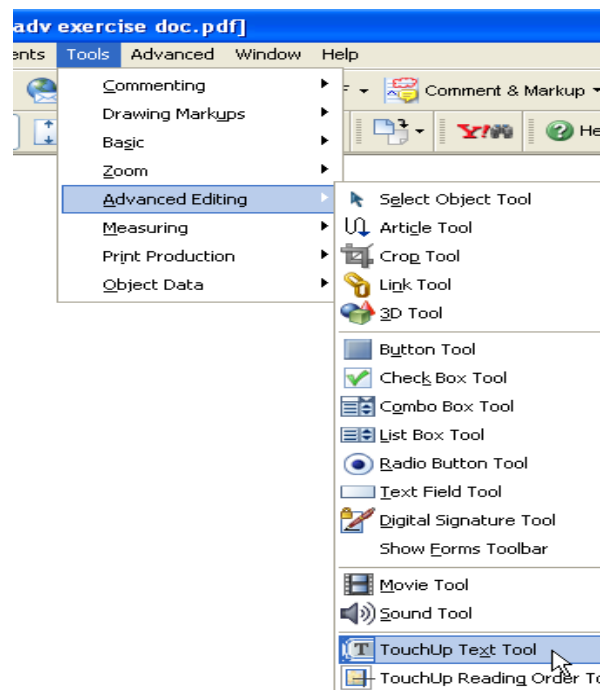 adv exercise doc.pdf]
ents Tools Advanced Window Help
Commenting
Comment & Markup
Drawing Markups
Y!
He
Basic
Zoom
Advanced Editing
Measuring
Print Production
Object Data
Select Object Tool
Article Tool
Crop Tool
Link Tool
3D Tool
Button Tool
Check Box Tool
Combo Box Tool
List Box Tool
Radio Button Tool
Text Field Tool
Digital Signature Tool
Show Forms Toolbar
Movie Tool
Sound Tool
TouchUp Text Tool
TouchUp Reading Order To